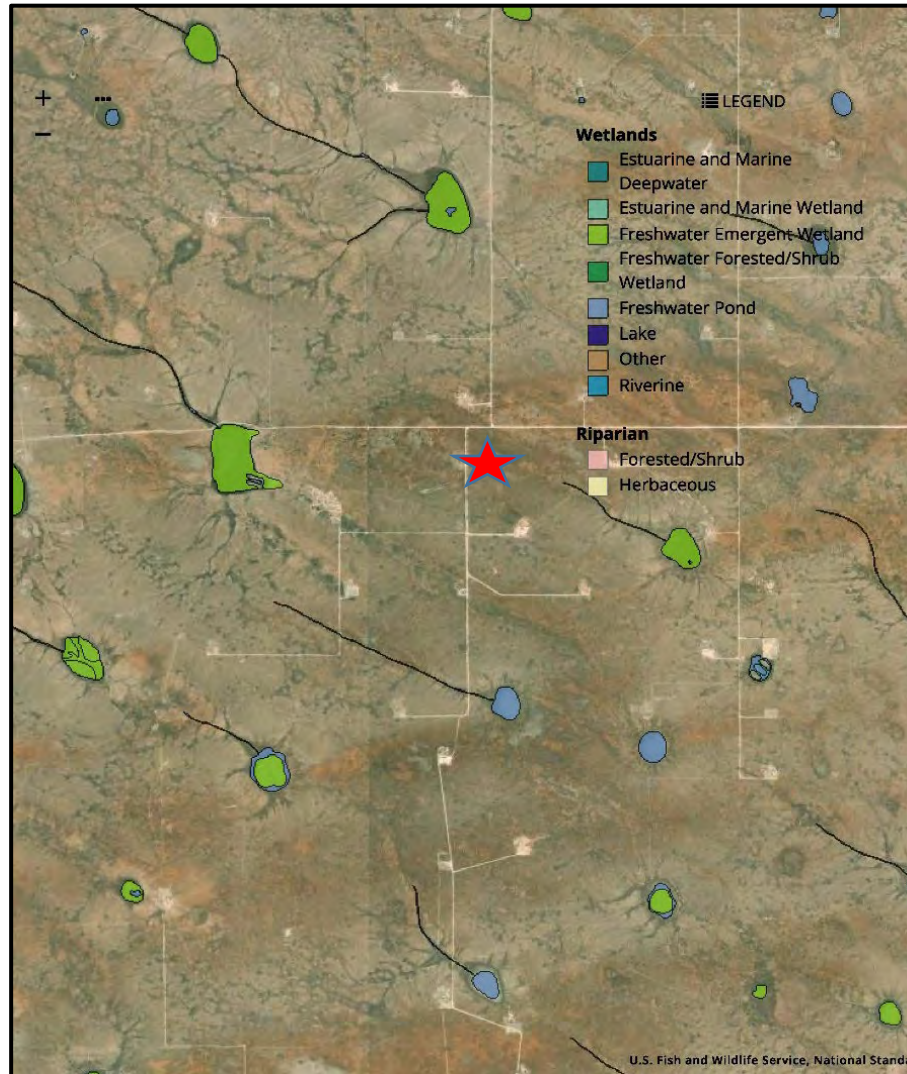 +
...
LEGEND
−
Wetlands
Estuarine and Marine
Deepwater
Estuarine and Marine Wetland
Freshwater Emergent Wetland
Freshwater Forested/Shrub
Wetland
Freshwater Pond
Lake
Other
Riverine
Riparian
Forested/Shrub
Herbaceous
U.S. Fish and Wildlife Service, National Standa